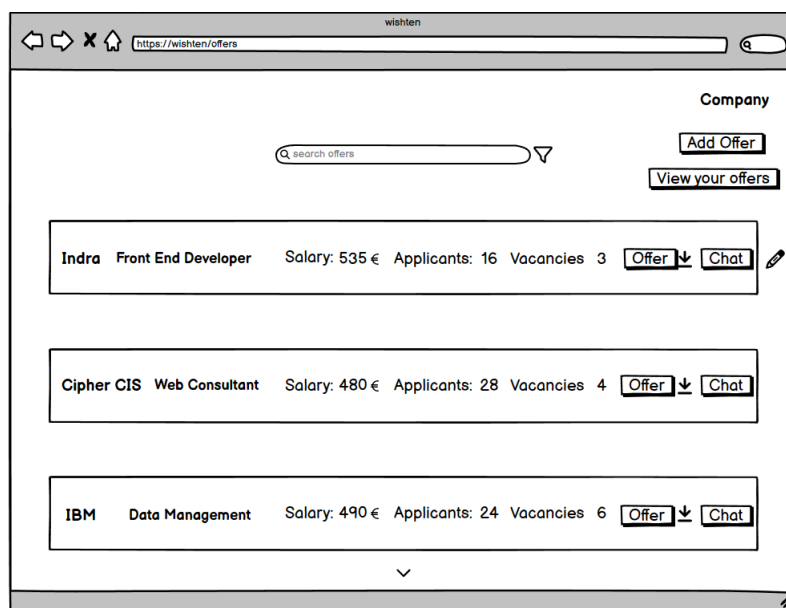 wishten
https://wishten/offers
Company
Add Offer
search offers
View your offers
Indra Front End Developer Salary: 535 € Applicants: 16 Vacancies 3 Offer Chat
Cipher CIS Web Consultant Salary: 480 € Applicants: 28 Vacancies 4 Offer Chat
IBM Data Management Salary: 490 € Applicants: 24 Vacancies 6 Offer Chat